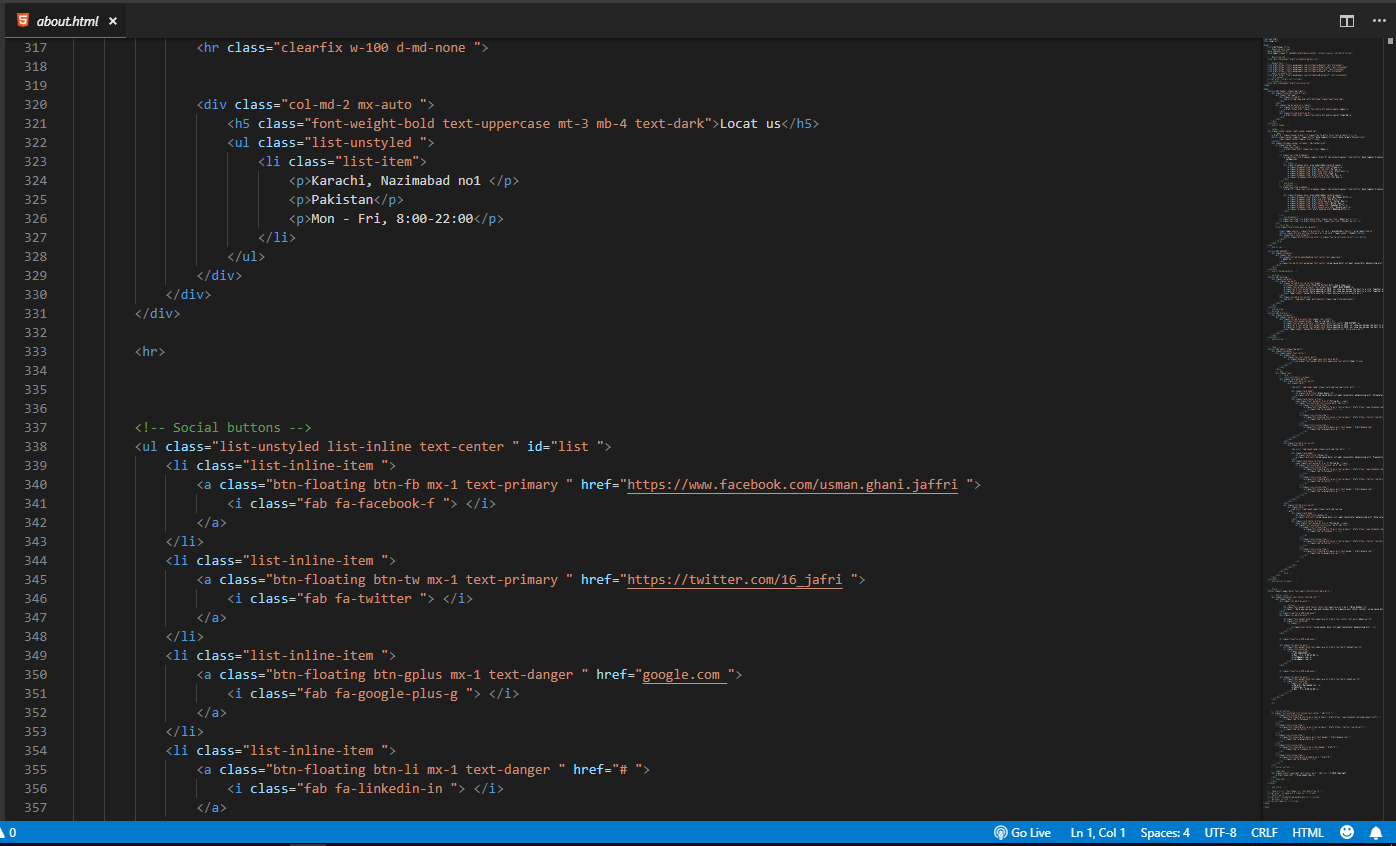 about.html ×
317 <hr class="clearfix w-100 d-md-none ">
318
319
320 <div class="col-md-2 mx-auto ">
321 <h5 class="font-weight-bold text-uppercase mt-3 mb-4 text-dark">Locat us</h5>
322 <ul class="list-unstyled ">
323 <li class="list-item">
324 <p>Karachi, Nazimabad no1 </p>
325 <p>Pakistan</p>
326 <p>Mon - Fri, 8:00-22:00</p>
327 </li>
328 </ul>
329 </div>
330 </div>
331 </div>
332
333 <hr>
334
335
336
337 <!-- Social buttons -->
338 <ul class="list-unstyled list-inline text-center " id="list ">
339 <li class="list-inline-item ">
340 <a class="btn-floating btn-fb mx-1 text-primary " href="https://www.facebook.com/usman.ghani.jaffri ">
341 <i class="fab fa-facebook-f "> </i>
342 </a>
343 </li>
344 <li class="list-inline-item ">
345 <a class="btn-floating btn-tw mx-1 text-primary " href="https://twitter.com/16_jafri ">
346 <i class="fab fa-twitter "> </i>
347 </a>
348 </li>
349 <li class="list-inline-item ">
350 <a class="btn-floating btn-gplus mx-1 text-danger " href="google.com ">
351 <i class="fab fa-google-plus-g "> </i>
352 </a>
353 </li>
354 <li class="list-inline-item ">
355 <a class="btn-floating btn-li mx-1 text-danger " href="# ">
356 <i class="fab fa-linkedin-in "> </i>
357 </a>
0 Go Live Ln 1, Col 1 Spaces: 4 UTF-8 CRLF HTML